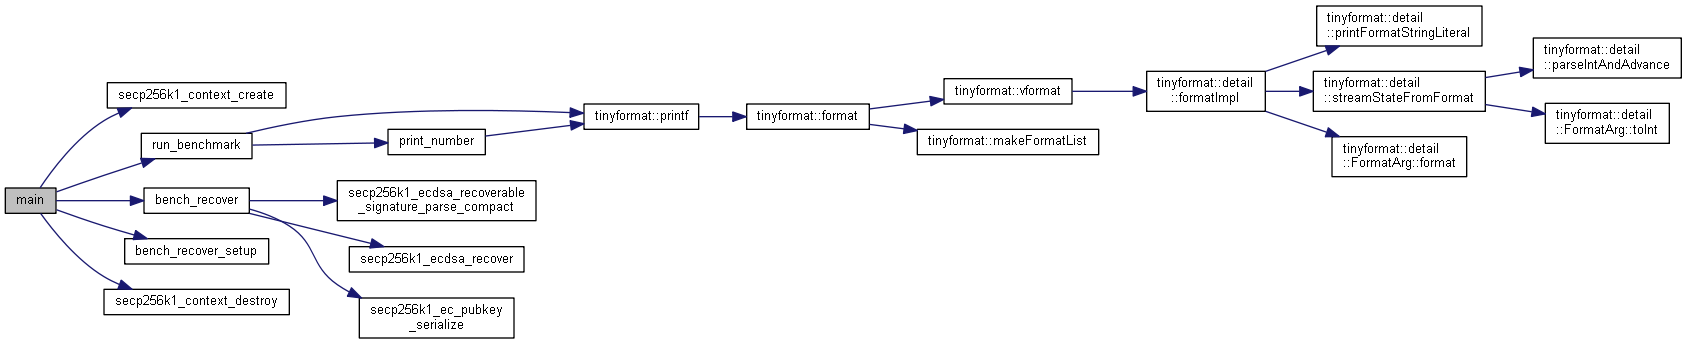 main
secp256k1_context_create
run_benchmark
bench_recover
bench_recover_setup
secp256k1_context_destroy
print_number
secp256k1_ecdsa_recoverable
_signature_parse_compact
secp256k1_ecdsa_recover
secp256k1_ec_pubkey
_serialize
tinyformat::printf
tinyformat::format
tinyformat::vformat
tinyformat::makeFormatList
tinyformat::detail
::formatImpl
tinyformat::detail
::printFormatStringLiteral
tinyformat::detail
::streamStateFromFormat
tinyformat::detail
::FormatArg::format
tinyformat::detail
::parseIntAndAdvance
tinyformat::detail
::FormatArg::toInt